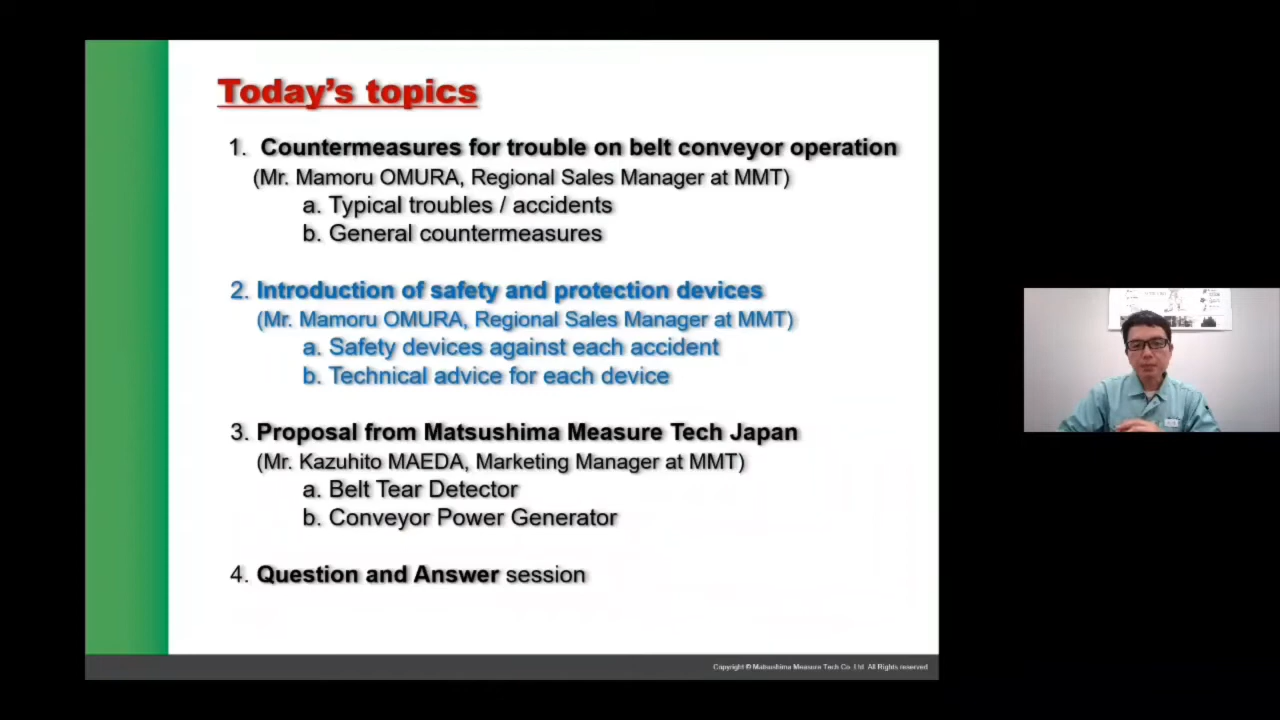 Today's topics
1. Countermeasures for trouble on belt conveyor operation
(Mr. Mamoru OMURA, Regional Sales Manager at MMT)
a. Typical troubles / accidents
b. General countermeasures
2. Introduction of safety and protection devices
(Mr. Mamoru OMURA, Regional Sales Manager at MMT)
a. Safety devices against each accident
b. Technical advice for each device
3. Proposal from Matsushima Measure Tech Japan
(Mr. Kazuhito MAEDA, Marketing Manager at MMT)
a. Belt Tear Detector
b. Conveyor Power Generator
4. Question and Answer session
Copyright © Matsushima Measure Tech Co. Ltd. All Rights reserved